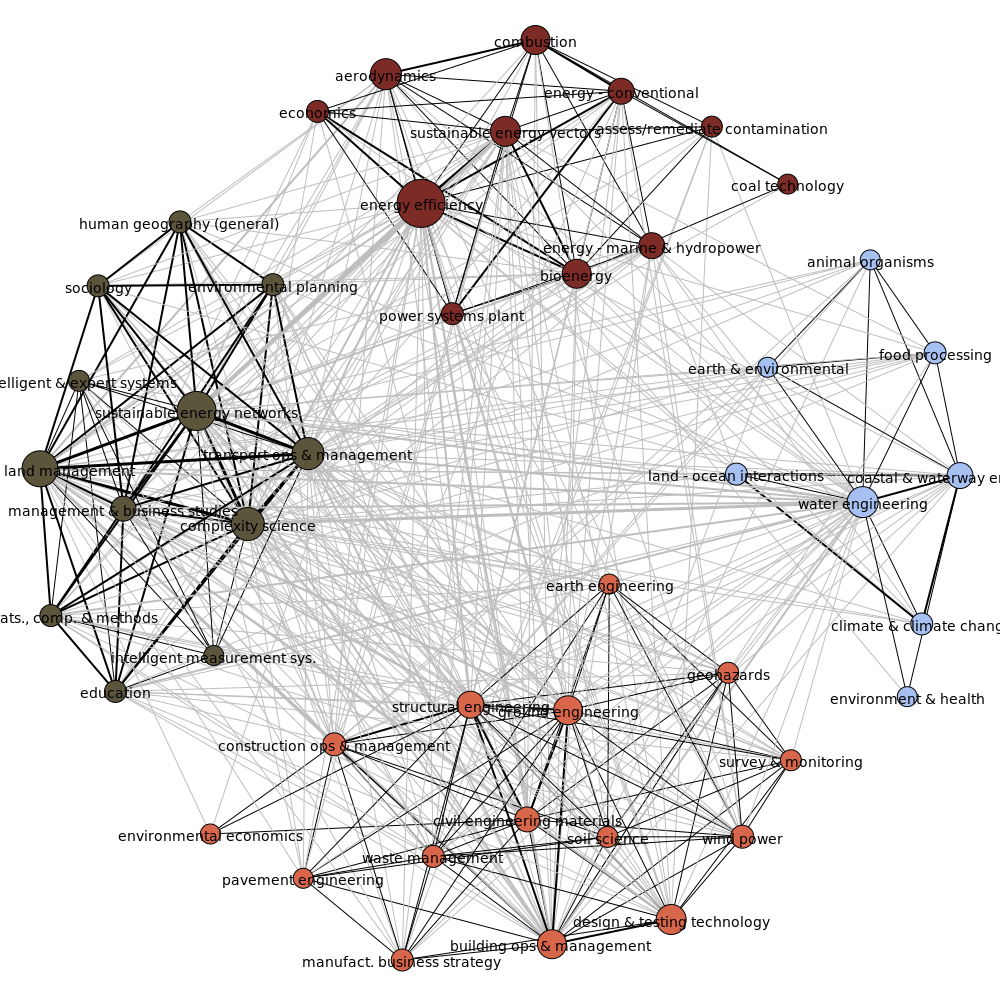 combustion
aerodynamics
energy - conventional
economics
sustainable energy vectors
assess/remediate contamination
coal technology
energy efficiency
human geography (general)
energy - marine & hydropower
animal organisms
bioenergy
sociology
environmental planning
power systems plant
food processing
earth & environmental
elligent & expert systems
sustainable energy networks
transport ops & management
land management
land - ocean interactions
coastal & waterway en
water engineering
management & business studies
complexity science
earth engineering
ats., comp. & methods
climate & climate chang
intelligent measurement sys.
geohazards
education
environment & health
structural engineering
ground engineering
construction ops & management
survey & monitoring
civil engineering materials
environmental economics
soil science
wind power
waste management
pavement engineering
design & testing technology
building ops & management
manufact. business strategy